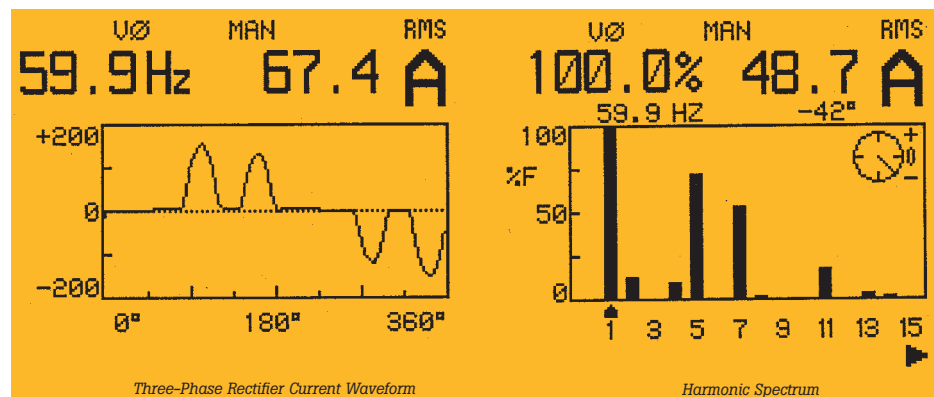 VØ MAN RMS
59.9Hz 67.4 A
+200
0
-200
0° 180° 360°
Three-Phase Rectifier Current Waveform
VØ MAN RMS
100.0% 48.7 A
59.9 HZ -42°
100
%F
50
0
+
0
-
1 3 5 7 9 11 13 15
Harmonic Spectrum